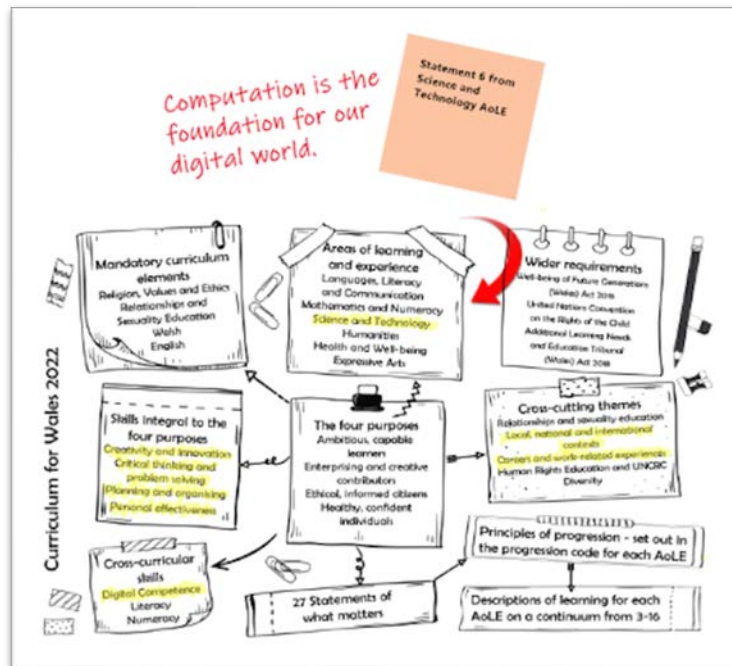 Computation is the
foundation for our
digital world.
Statement 6 from
Science and
Technology AoLE
Curriculum for Wales 2022
Mandatory curriculum
elements
Religion, Values and Ethics
Relationships and
Sexuality Education
Welsh
English
Areas of learning
and experience
Languages, Literacy
and Communication
Mathematics and Numeracy
Science and Technology
Humanities
Health and Well-being
Expressive Arts
Wider requirements
Well-being of Future Generations
(Wales) Act 2015
United Nations Convention
on the Rights of the Child
Additional Learning Needs
and Education Tribunal
(Wales) Act 2018
Skills integral to the
four purposes
Creativity and innovation
Critical thinking and
problem solving
Planning and organising
Personal effectiveness
The four purposes
Ambitious, capable
learners
Enterprising and creative
contributors
Ethical, informed citizens
Healthy, confident
individuals
Cross-cutting themes
Relationships and sexuality education
Local, national and international
contexts
Careers and work-related experiences
Human Rights Education and UNCRC
Diversity
Cross-curricular
skills
Digital Competence
Literacy
Numeracy
27 Statements of
what matters
Principles of progression - set out in
the progression code for each AoLE
Descriptions of learning for each
AoLE on a continuum from 3-16